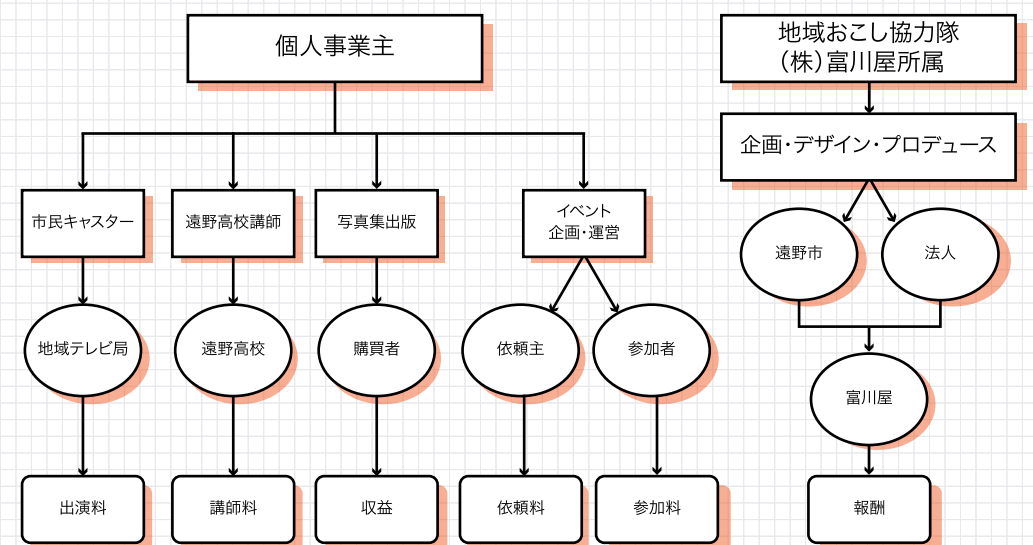 個人事業主
地域おこし協力隊
（株）富川屋所属
企画・デザイン・プロデュース
市民キャスター
遠野高校講師
写真集出版
イベント
企画・運営
遠野市
法人
地域テレビ局
遠野高校
購買者
依頼主
参加者
富川屋
出演料
講師料
収益
依頼料
参加料
報酬